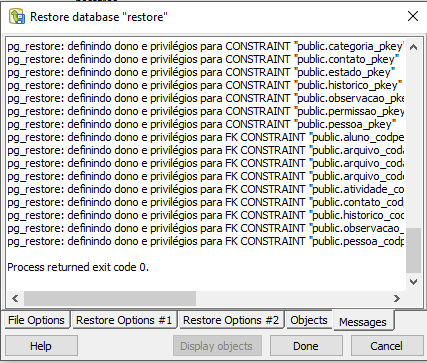 Restore database "restore"
pg_restore: definindo dono e privilégios para CONSTRAINT "public.categoria_pkey"
pg_restore: definindo dono e privilégios para CONSTRAINT "public.contato_pkey"
pg_restore: definindo dono e privilégios para CONSTRAINT "public.estado_pkey"
pg_restore: definindo dono e privilégios para CONSTRAINT "public.historico_pkey"
pg_restore: definindo dono e privilégios para CONSTRAINT "public.observacao_pke
pg_restore: definindo dono e privilégios para CONSTRAINT "public.permissao_pkey"
pg_restore: definindo dono e privilégios para CONSTRAINT "public.pessoa_pkey"
pg_restore: definindo dono e privilégios para FK CONSTRAINT "public.aluno_codpe
pg_restore: definindo dono e privilégios para FK CONSTRAINT "public.arquivo_coda
pg_restore: definindo dono e privilégios para FK CONSTRAINT "public.arquivo_coda
pg_restore: definindo dono e privilégios para FK CONSTRAINT "public.arquivo_codp
pg_restore: definindo dono e privilégios para FK CONSTRAINT "public.atividade_co
pg_restore: definindo dono e privilégios para FK CONSTRAINT "public.contato_cod
pg_restore: definindo dono e privilégios para FK CONSTRAINT "public.historico_cod
pg_restore: definindo dono e privilégios para FK CONSTRAINT "public.observacao_
pg_restore: definindo dono e privilégios para FK CONSTRAINT "public.pessoa_codp
Process returned exit code 0.
File Options Restore Options #1 Restore Options #2 Objects Messages
Help Display objects Done Cancel